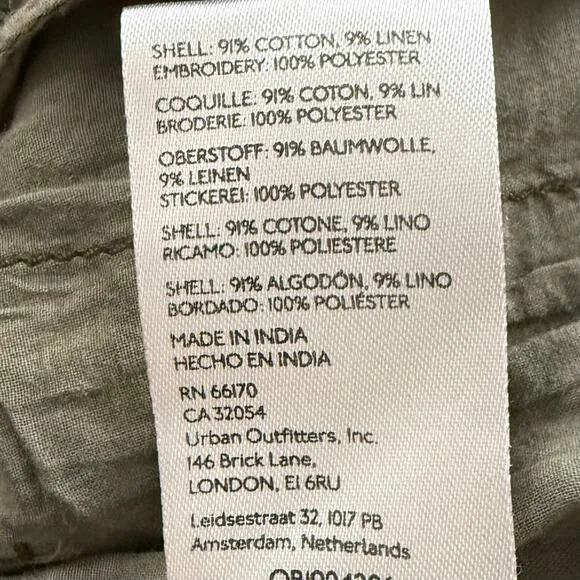 SHELL: 91% COTTON, 9% LINEN
EMBROIDERY: 100% POLYESTER
COQUILLE: 91% COTON, 9% LIN
BRODERIE: 100% POLYESTER
OBERSTOFF: 91% BAUMWOLLE,
9% LEINEN
STICKEREI: 100% POLYESTER
SHELL: 91% COTONE, 9% LINO
RICAMO: 100% POLIESTERE
SHELL: 91% ALGODÓN, 9% LINO
BORDADO: 100% POLIÉSTER
MADE IN INDIA
HECHO EN INDIA
RN 66170
CA 32054
Urban Outfitters, Inc.
146 Brick Lane,
LONDON, E1 6RU
Leidsestraat 32, 1017 PB
Amsterdam, Netherlands